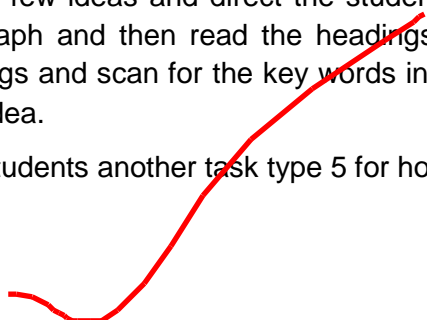 few ideas and direct the studen
aph and then read the headings
gs and scan for the key words in
dea.
tudents another task type 5 for ho